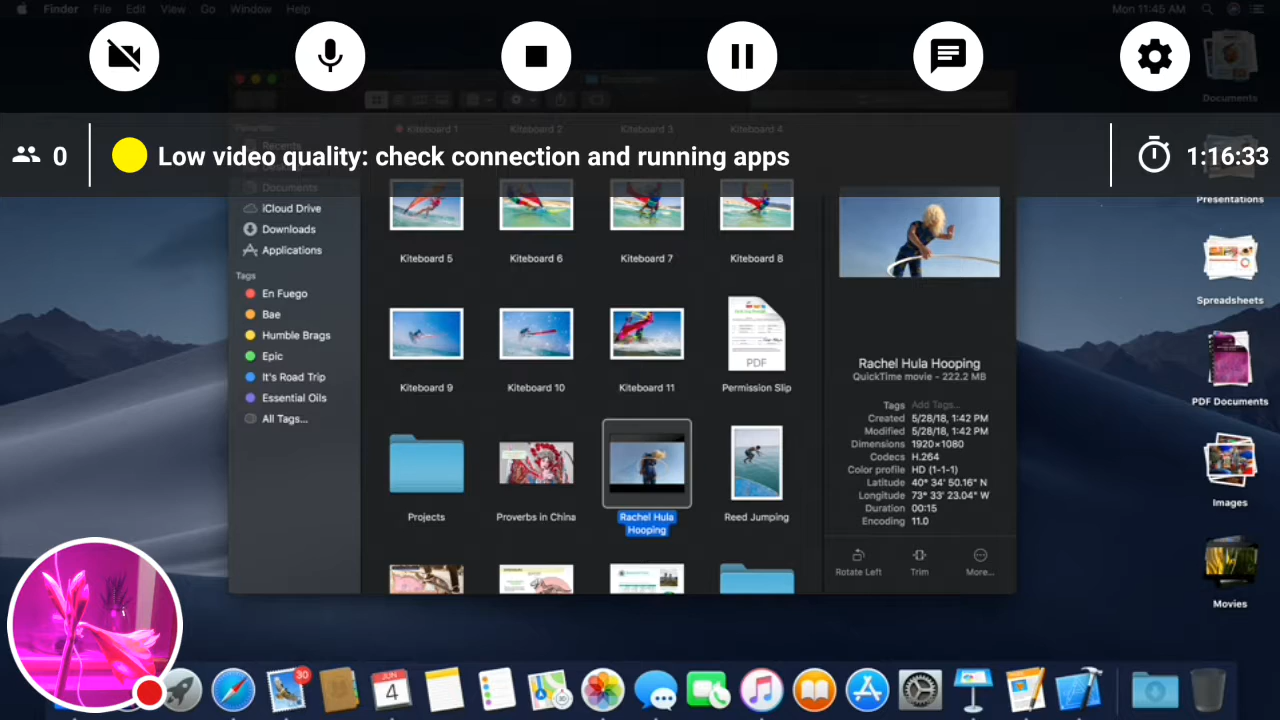 Finder File Edit View Go Window Help
Mon 11:45 AM
Documents
0
Low video quality: check connection and running apps
1:16:33
Kiteboard 1
Kiteboard 2
Kiteboard 3
Kiteboard 4
Recents
Documents
iCloud Drive
Downloads
Applications
Tags
En Fuego
Bae
Humble Brags
Epic
It's Road Trip
Essential Oils
All Tags...
Kiteboard 5
Kiteboard 6
Kiteboard 7
Kiteboard 8
Kiteboard 9
Kiteboard 10
Kiteboard 11
PDF
Permission Slip
Projects
Proverbs in China
Rachel Hula
Hooping
Reed Jumping
Rachel Hula Hooping
QuickTime movie - 222.2 MB
Tags Add Tags...
Created 5/28/18, 1:42 PM
Modified 5/28/18, 1:42 PM
Dimensions 1920×1080
Codecs H.264
Color profile HD (1-1-1)
Latitude 40° 34' 50.16" N
Longitude 73° 33' 23.04" W
Duration 00:15
Encoding 11.0
Rotate Left
Trim
More...
Presentations
Spreadsheets
PDF Documents
Images
Movies
30
JUN
4